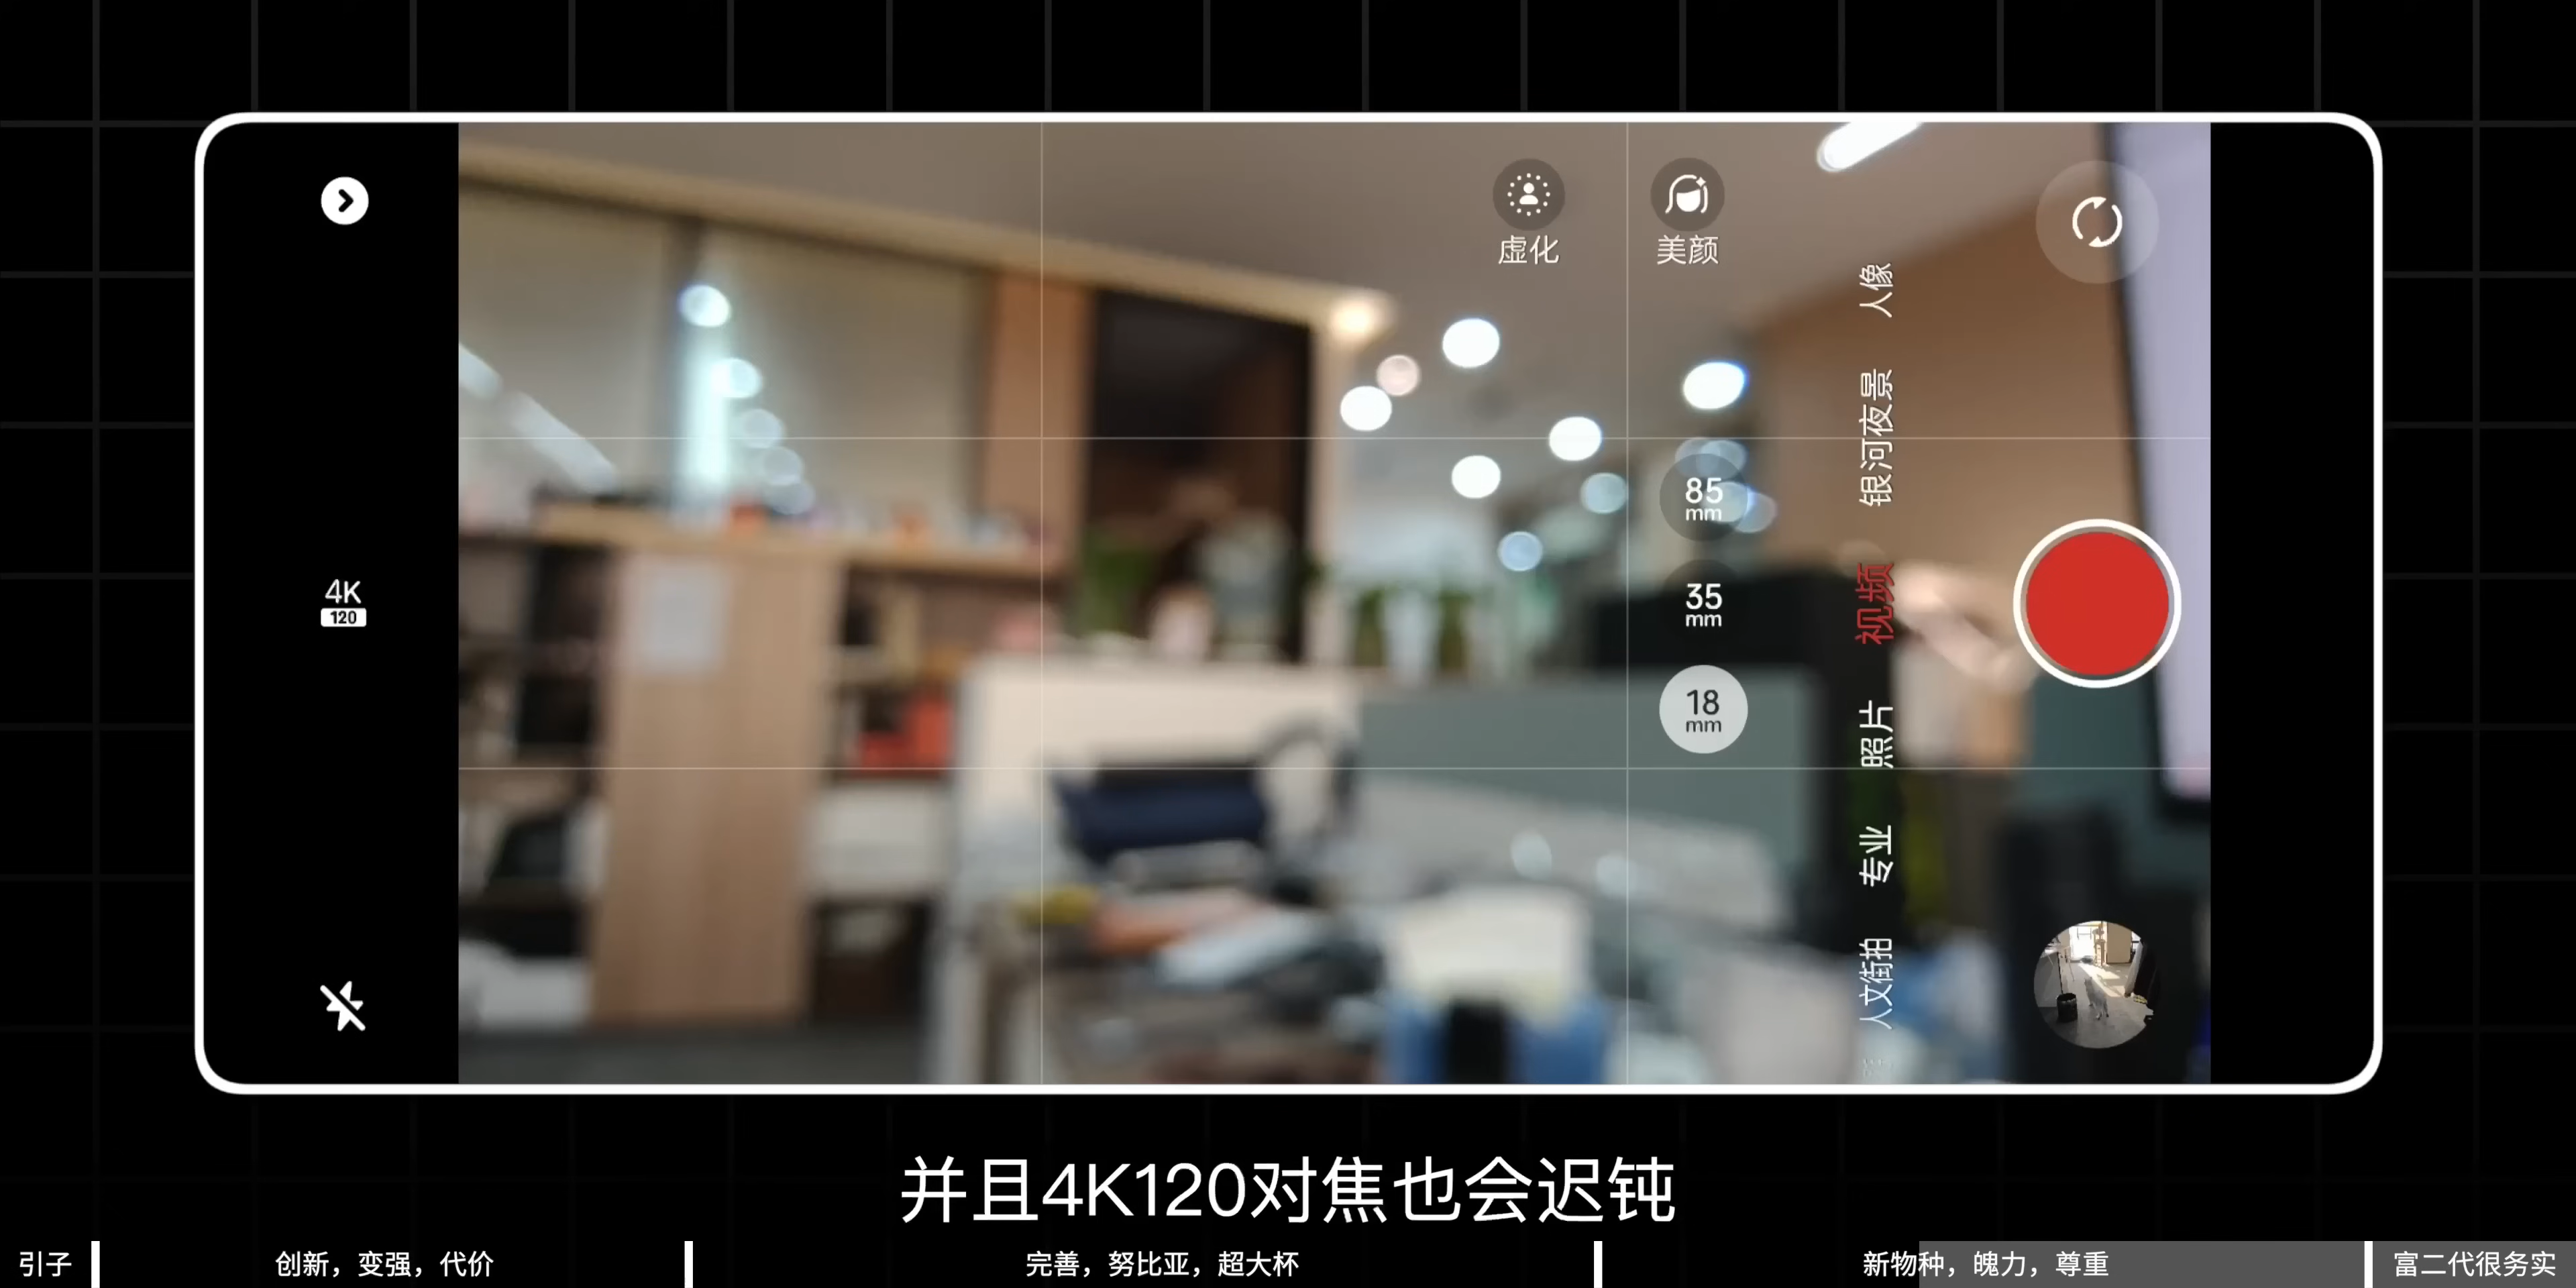 虚化
美颜
人像
银河夜景
视频
照片
专业
人文街拍
4K
120
85
mm
35
mm
18
mm
并且4K120对焦也会迟钝
引子
创新，变强，代价
完善，努比亚，超大杯
新物种，魄力，尊重
富二代很务实